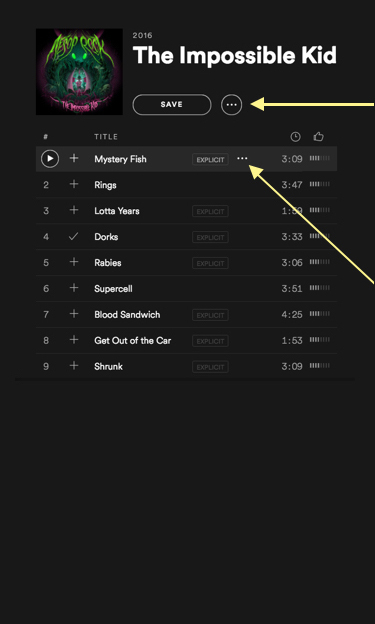 AESOP ROCK
The Impossible Kid
2016
The Impossible Kid
SAVE
# TITLE
Mystery Fish EXPLICIT 3:09
2 Rings 3:47
3 Lotta Years EXPLICIT 1:59
4 Dorks EXPLICIT 3:33
5 Rabies EXPLICIT 3:06
6 Supercell 3:51
7 Blood Sandwich EXPLICIT 4:25
8 Get Out of the Car EXPLICIT 1:53
9 Shrunk EXPLICIT 3:09